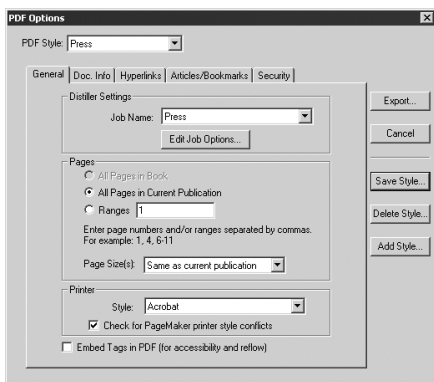 PDF Options
PDF Style: Press
General Doc. Info Hyperlinks Articles/Bookmarks Security
Distiller Settings
Job Name: Press
Edit Job Options...
Pages
All Pages in Book
All Pages in Current Publication
Ranges 1
Enter page numbers and/or ranges separated by commas.
For example: 1, 4, 6-11
Page Size(s): Same as current publication
Printer
Style: Acrobat
Check for PageMaker printer style conflicts
Embed Tags in PDF (for accessibility and reflow)
Export...
Cancel
Save Style...
Delete Style...
Add Style...